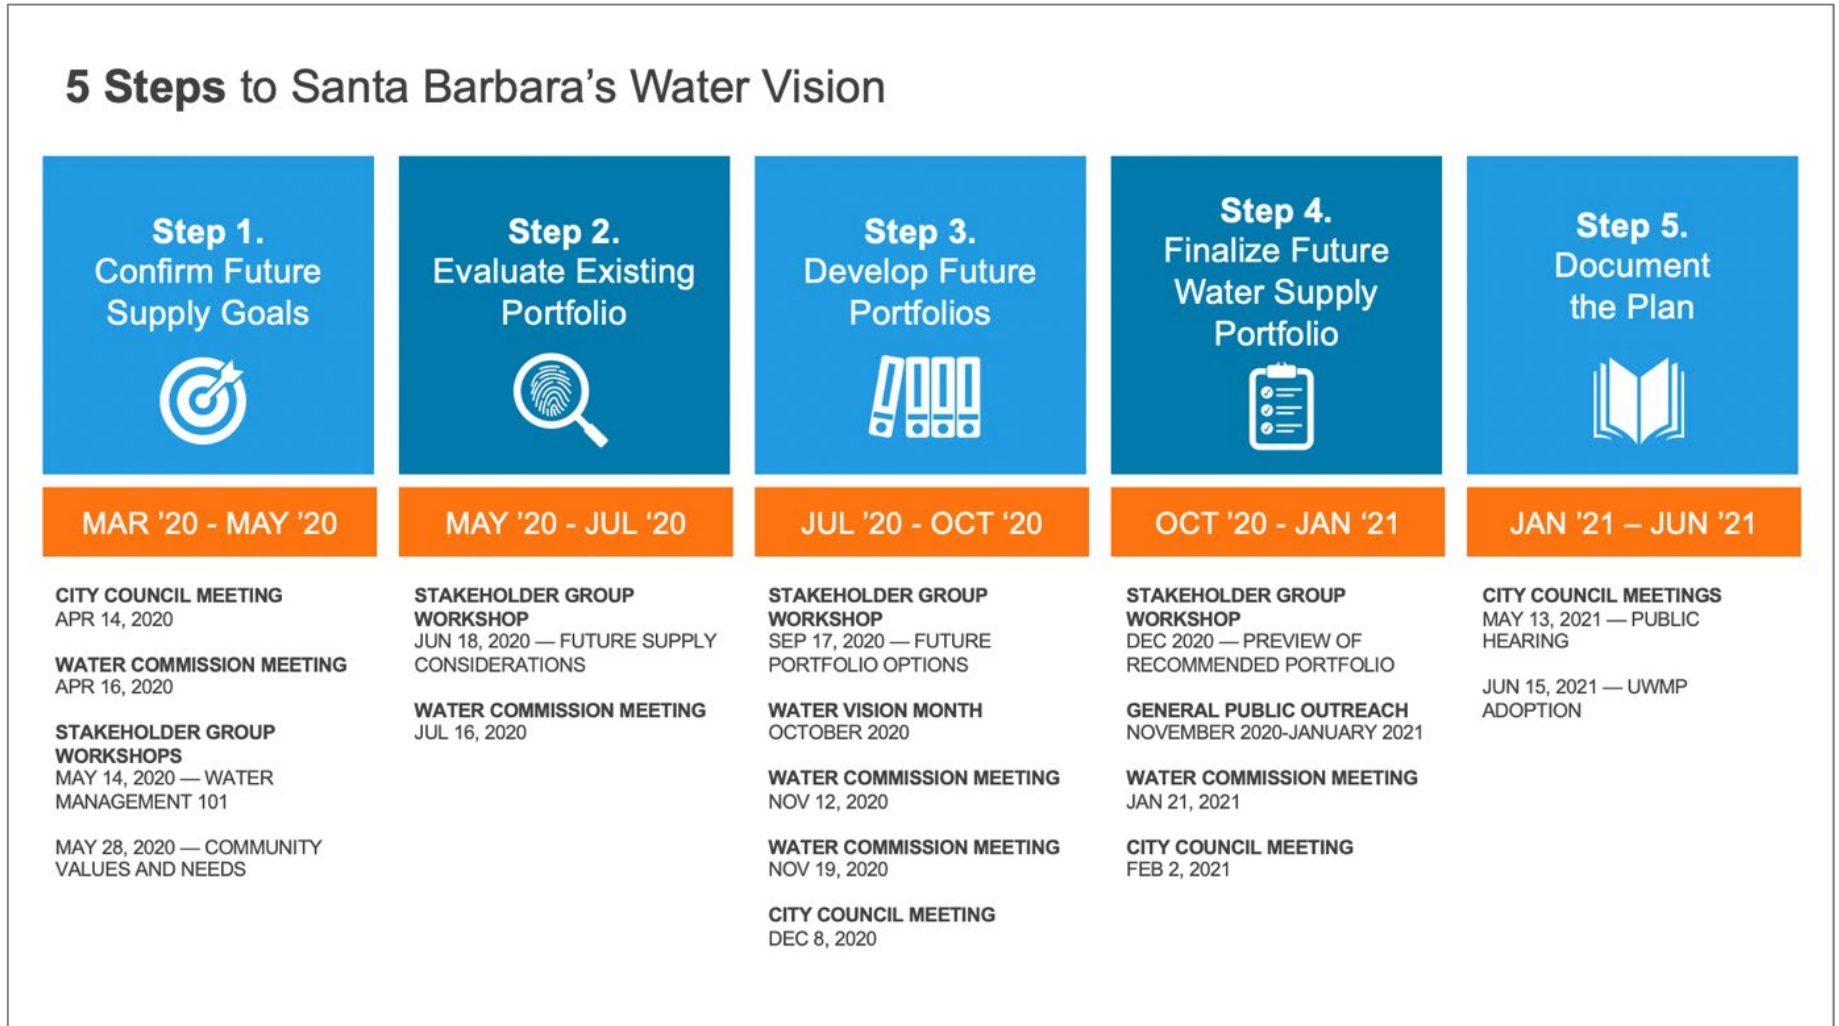 5 Steps to Santa Barbara’s Water Vision
Step 1.
Confirm Future
Supply Goals
MAR ’20 - MAY ’20
CITY COUNCIL MEETING
APR 14, 2020
WATER COMMISSION MEETING
APR 16, 2020
STAKEHOLDER GROUP
WORKSHOPS
MAY 14, 2020 — WATER
MANAGEMENT 101
MAY 28, 2020 — COMMUNITY
VALUES AND NEEDS
Step 2.
Evaluate Existing
Portfolio
MAY ’20 - JUL ‘20
STAKEHOLDER GROUP
WORKSHOP
JUN 18, 2020 — FUTURE SUPPLY
CONSIDERATIONS
WATER COMMISSION MEETING
JUL 16, 2020
Step 3.
Develop Future
Portfolios
JUL ’20 - OCT ‘20
STAKEHOLDER GROUP
WORKSHOP
SEP 17, 2020 — FUTURE
PORTFOLIO OPTIONS
WATER VISION MONTH
OCTOBER 2020
WATER COMMISSION MEETING
NOV 12, 2020
WATER COMMISSION MEETING
NOV 19, 2020
CITY COUNCIL MEETING
DEC 8, 2020
Step 4.
Finalize Future
Water Supply
Portfolio
OCT ’20 - JAN ‘21
STAKEHOLDER GROUP
WORKSHOP
DEC 2020 — PREVIEW OF
RECOMMENDED PORTFOLIO
GENERAL PUBLIC OUTREACH
NOVEMBER 2020-JANUARY 2021
WATER COMMISSION MEETING
JAN 21, 2021
CITY COUNCIL MEETING
FEB 2, 2021
Step 5.
Document
the Plan
JAN ’21 – JUN ’21
CITY COUNCIL MEETINGS
MAY 13, 2021 — PUBLIC
HEARING
JUN 15, 2021 — UWMP
ADOPTION